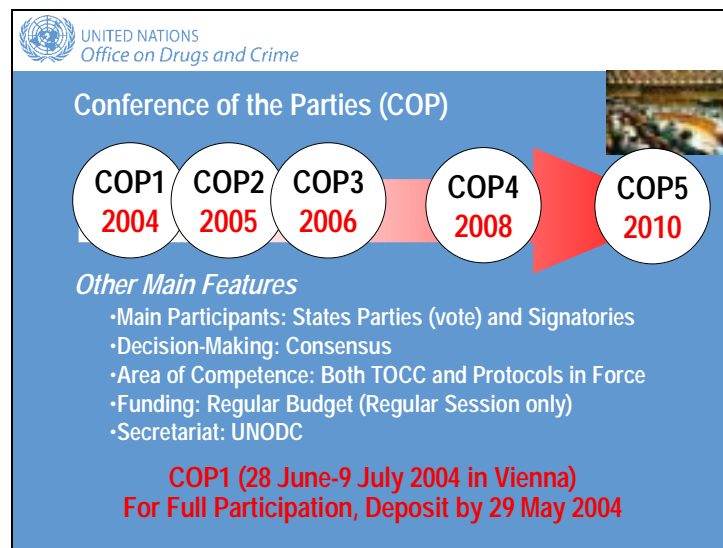 UNITED NATIONS
Office on Drugs and Crime
Conference of the Parties (COP)
COP1
2004
COP2
2005
COP3
2006
COP4
2008
COP5
2010
Other Main Features
•Main Participants: States Parties (vote) and Signatories
•Decision-Making: Consensus
•Area of Competence: Both TOCC and Protocols in Force
•Funding: Regular Budget (Regular Session only)
•Secretariat: UNODC
COP1 (28 June-9 July 2004 in Vienna)
For Full Participation, Deposit by 29 May 2004